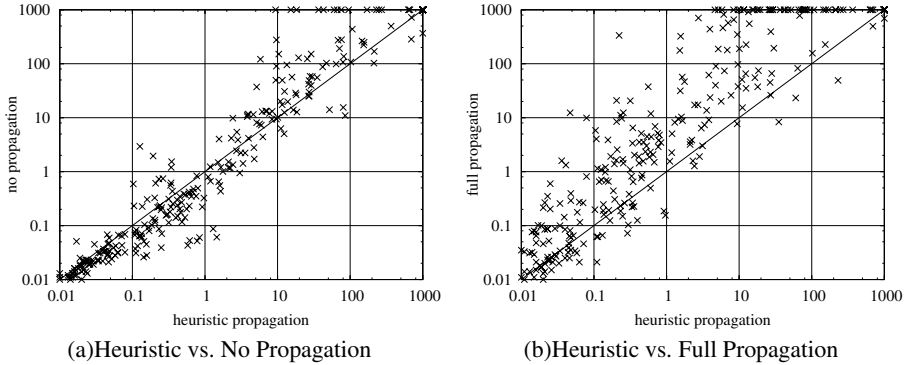 1000
100
10
1
0.1
0.01
no propagation
0.01 0.1 1 10 100 1000
heuristic propagation
(a)Heuristic vs. No Propagation
1000
100
10
1
0.1
0.01
full propagation
0.01 0.1 1 10 100 1000
heuristic propagation
(b)Heuristic vs. Full Propagation